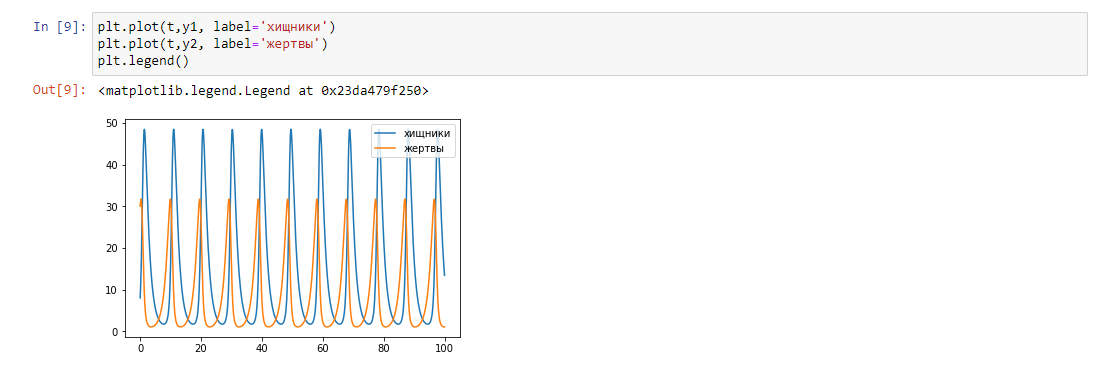 In [9]: plt.plot(t,y1, label='хищники')
plt.plot(t,y2, label='жертвы')
plt.legend()
Out[9]: <matplotlib.legend.Legend at 0x23da479f250>
хищники
жертвы
50
40
30
20
10
0
0 20 40 60 80 100